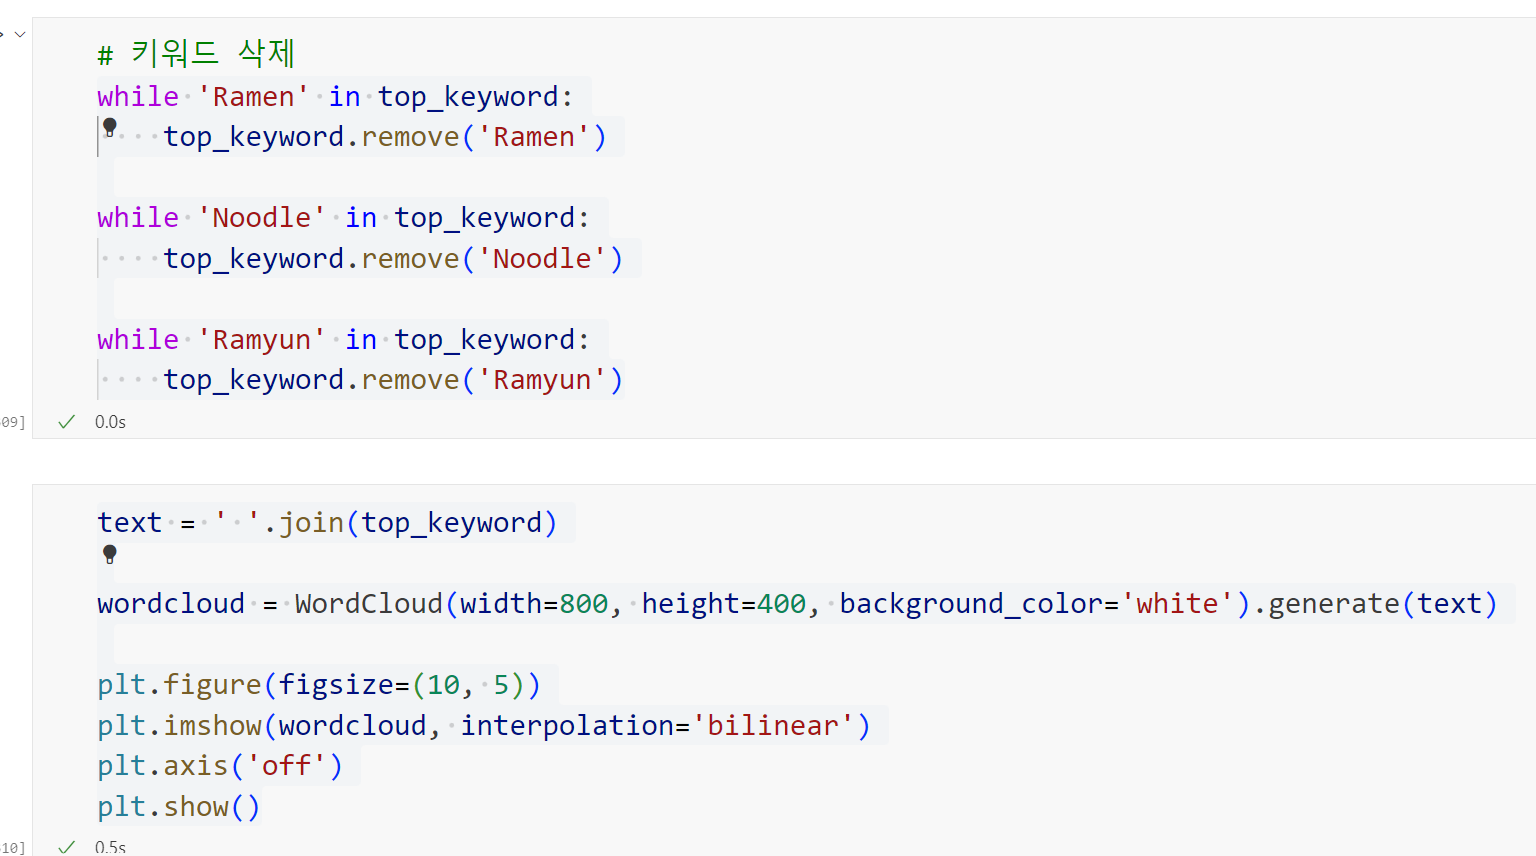 # 키워드 삭제
while 'Ramen' in top_keyword:
    top_keyword.remove('Ramen')
while 'Noodle' in top_keyword:
    top_keyword.remove('Noodle')
while 'Ramyun' in top_keyword:
    top_keyword.remove('Ramyun')
09]
0.0s
text = ' '.join(top_keyword)
wordcloud = WordCloud(width=800, height=400, background_color='white').generate(text)
plt.figure(figsize=(10, 5))
plt.imshow(wordcloud, interpolation='bilinear')
plt.axis('off')
plt.show()
10]
0.5s